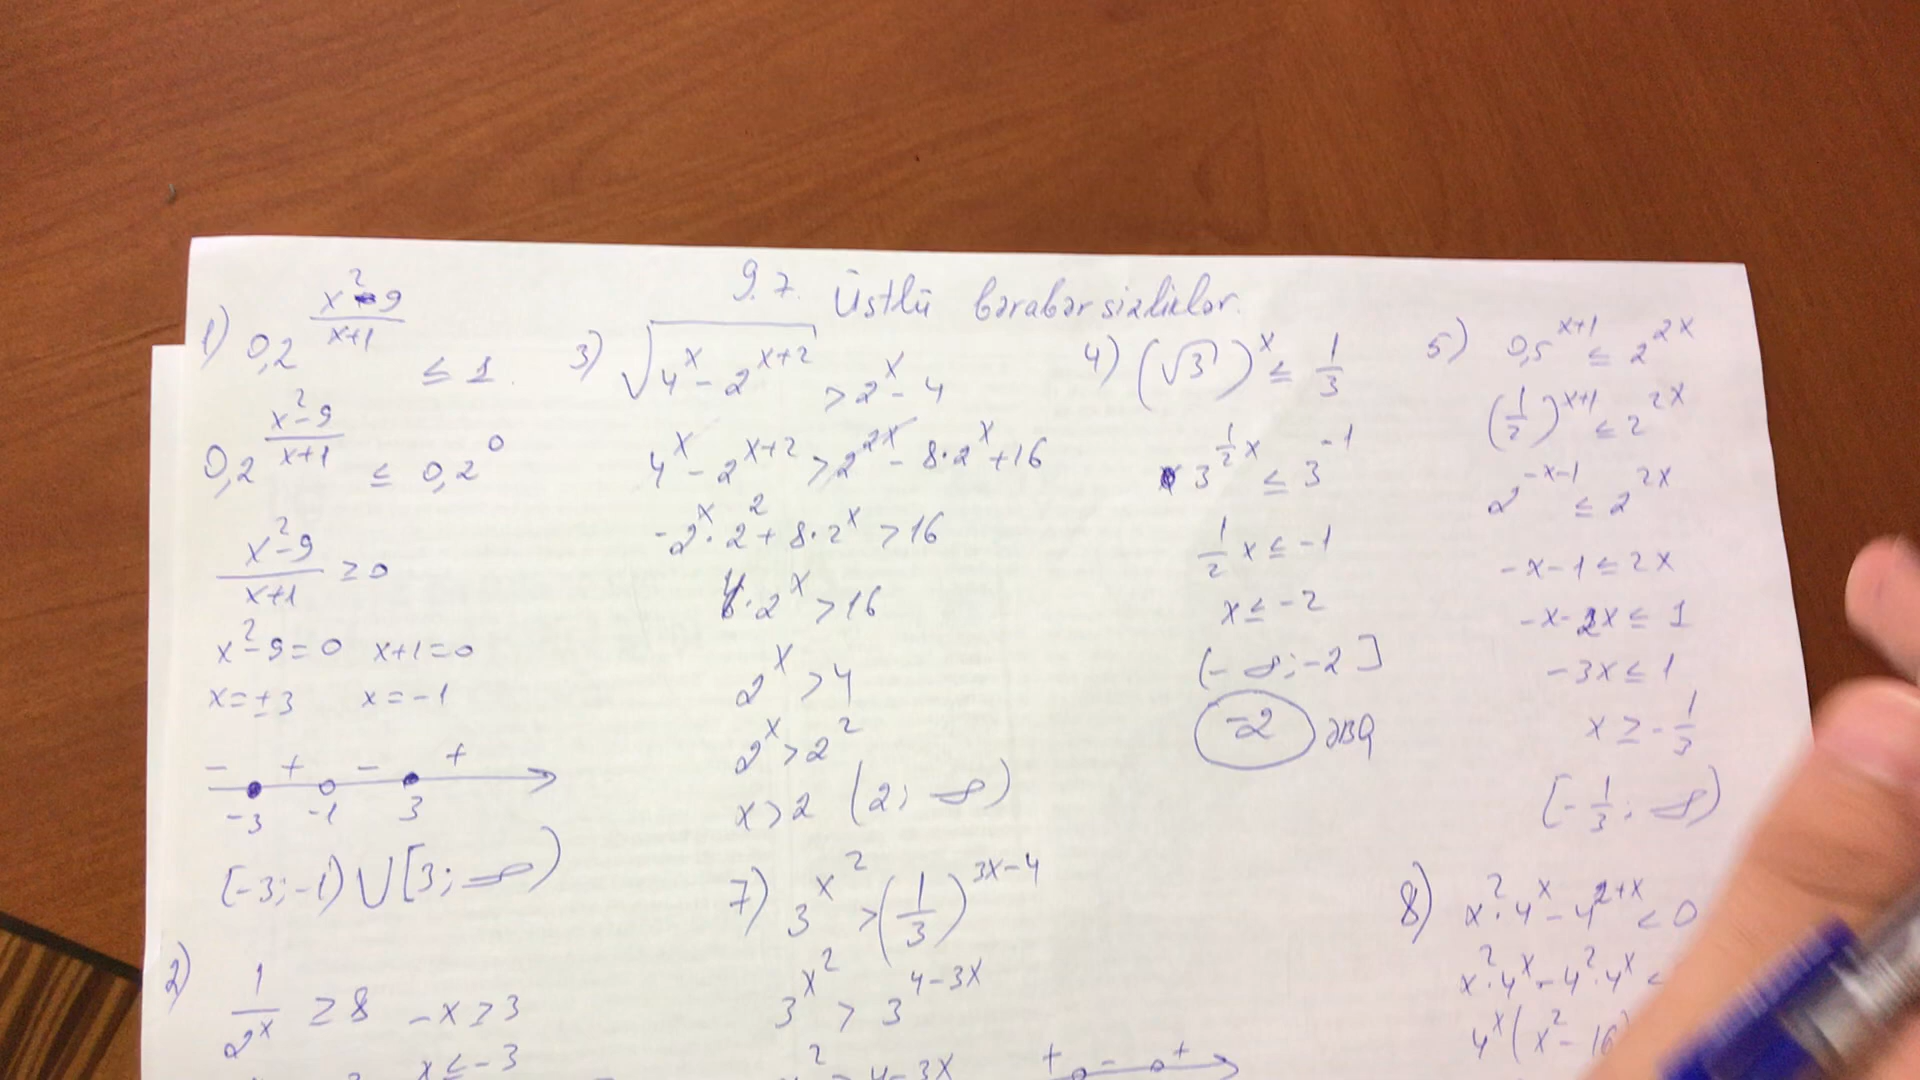 9.7. Üstlü bərabərsizliklər.
1) 0,2^((x²-9)/(x+1)) ≤ 1.
0,2^((x²-9)/(x+1)) ≤ 0,2^0
(x²-9)/(x+1) ≥ 0
x²-9=0 x+1=0
x=±3 x=-1
- + - +
-3 -1 3
[-3;-1) ∪ [3; ∞)
2) 1/2^x ≥ 8 -x ≥ 3
x ≤ -3
3) √(4^x - 2^(x+2)) > 2^x - 4
4^x - 2^(x+2) > 2^(2x) - 8·2^x + 16
-2^x·2² + 8·2^x > 16
4·2^x > 16
2^x > 4
2^x > 2²
x > 2 (2; ∞)
7) 3^(x²) > (1/3)^(3x-4)
3^(x²) > 3^(4-3x)
x² > 4-3x
+ - +
4) (√3)^x ≤ 1/3
3^(1/2 x) ≤ 3^(-1)
1/2 x ≤ -1
x ≤ -2
(-∞; -2]
-2 ƏBQ
5) 0,5^(x+1) ≤ 2^(2x)
(1/2)^(x+1) ≤ 2^(2x)
2^(-x-1) ≤ 2^(2x)
-x-1 ≤ 2x
-x-2x ≤ 1
-3x ≤ 1
x ≥ -1/3
[-1/3; ∞)
8) x²·4^x - 4^(2+x) < 0
x²·4^x - 4²·4^x <
4^x(x²-16)